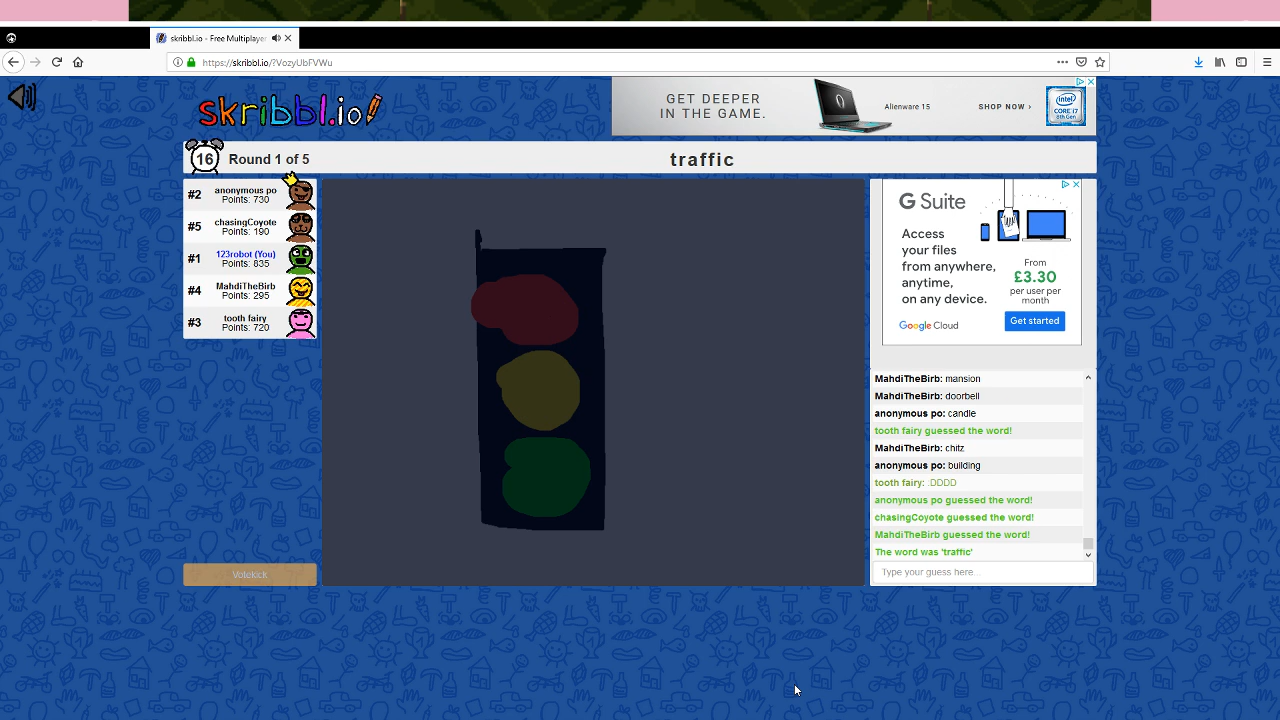 skribbl.io - Free Multiplayer
https://skribbl.io/?VozyUbFVWu
skribbl.io
GET DEEPER
IN THE GAME.
Alienware 15
SHOP NOW ›
intel
CORE i7
8th Gen
16
Round 1 of 5
traffic
#2
anonymous po
Points: 730
#5
chasingCoyote
Points: 190
#1
123robot (You)
Points: 835
#4
MahdiTheBirb
Points: 295
#3
tooth fairy
Points: 720
Votekick
G Suite
Access
your files
from anywhere,
anytime,
on any device.
From
£3.30
per user per
month
Google Cloud
Get started
MahdiTheBirb: mansion
MahdiTheBirb: doorbell
anonymous po: candle
tooth fairy guessed the word!
MahdiTheBirb: chitz
anonymous po: building
tooth fairy: :DDDD
anonymous po guessed the word!
chasingCoyote guessed the word!
MahdiTheBirb guessed the word!
The word was 'traffic'
Type your guess here...